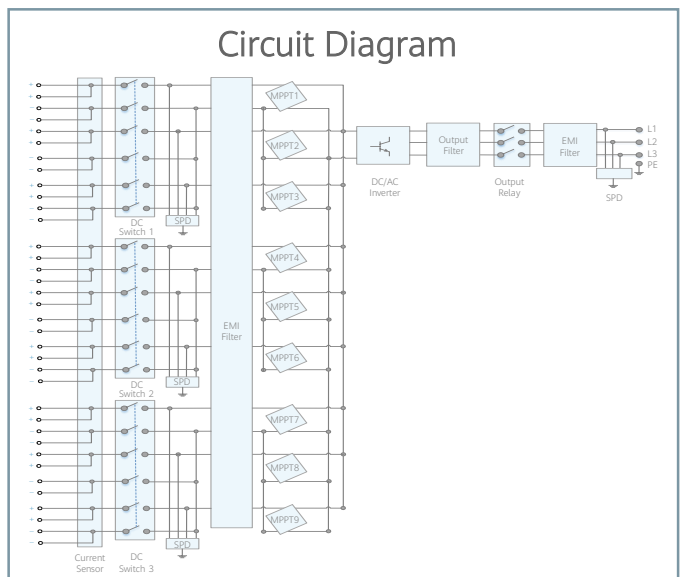 Circuit Diagram
MPPT1
MPPT2
MPPT3
SPD
DC
Switch 1
MPPT4
MPPT5
MPPT6
SPD
DC
Switch 2
EMI
Filter
MPPT7
MPPT8
MPPT9
SPD
Current
Sensor
DC
Switch 3
DC/AC
Inverter
Output
Filter
Output
Relay
EMI
Filter
L1
L2
L3
PE
SPD